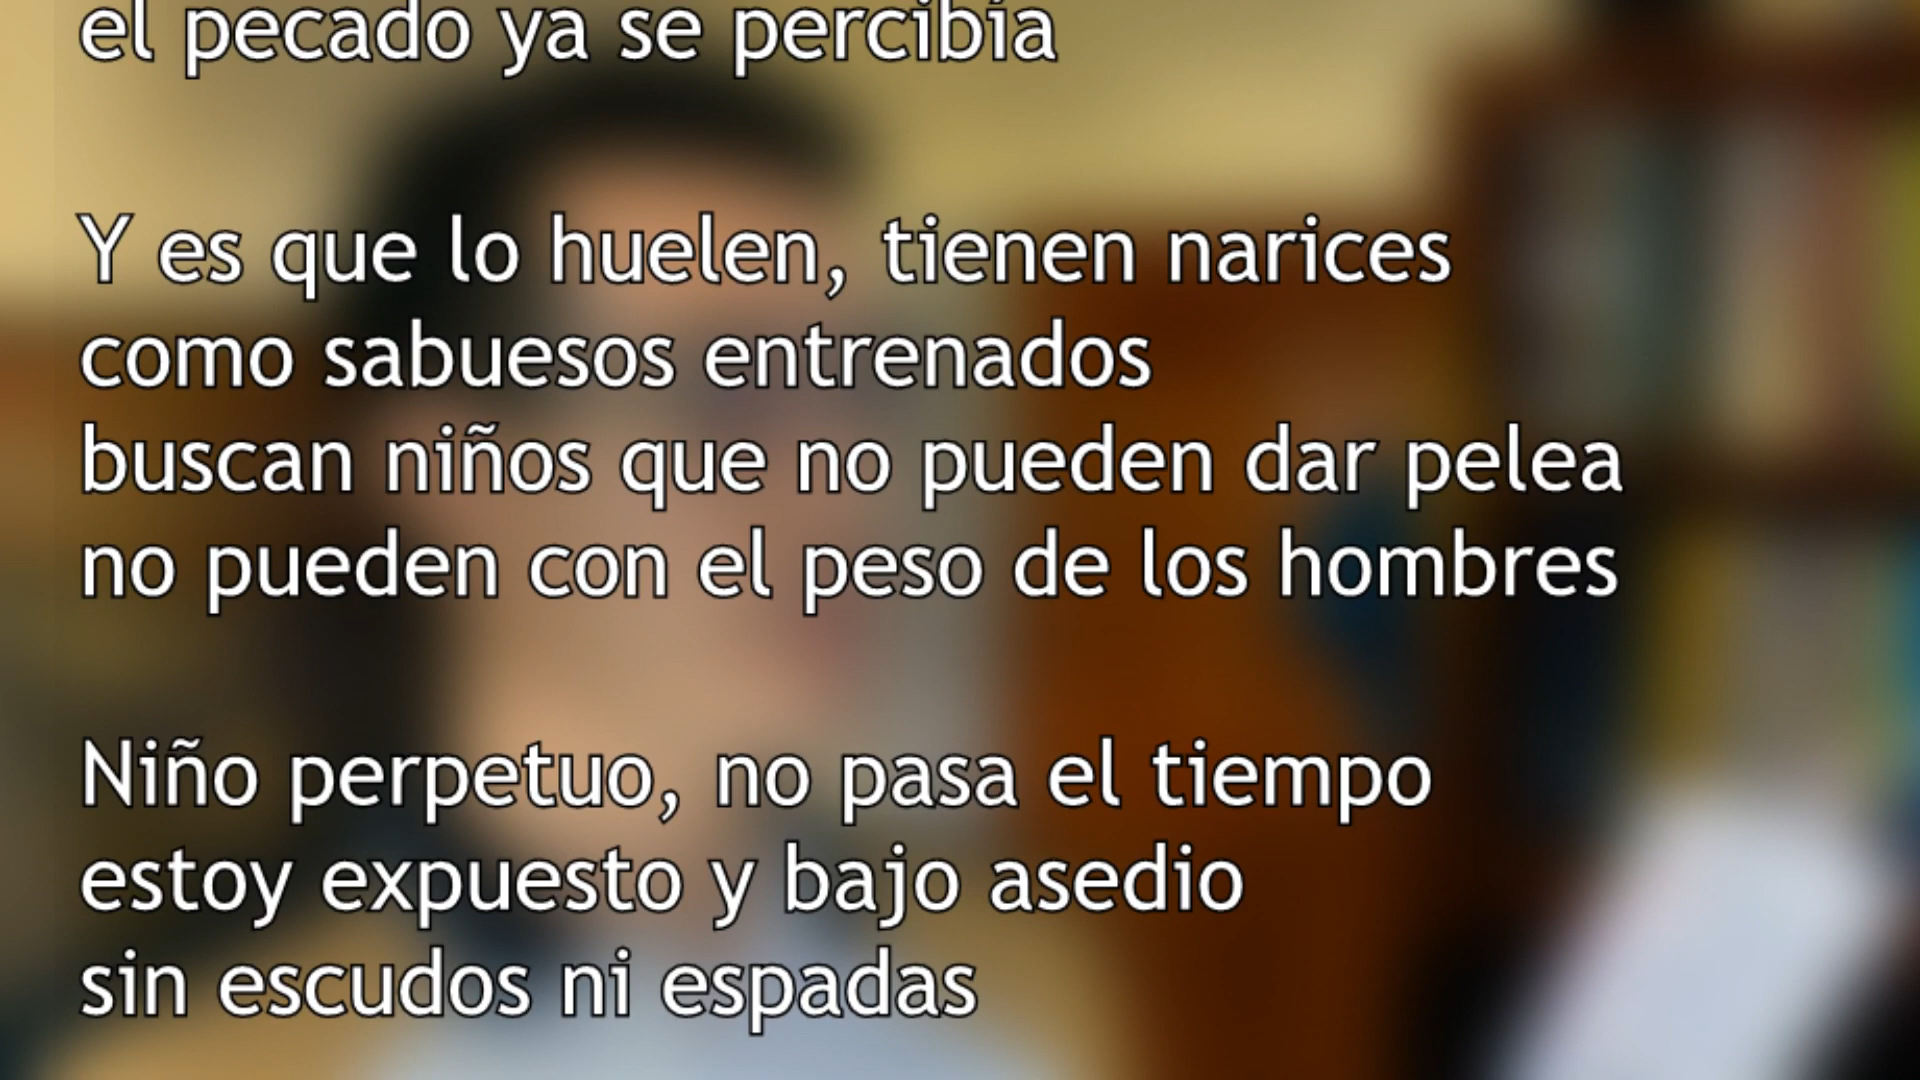 el pecado ya se percibía
Y es que lo huelen, tienen narices
como sabuesos entrenados
buscan niños que no pueden dar pelea
no pueden con el peso de los hombres
Niño perpetuo, no pasa el tiempo
estoy expuesto y bajo asedio
sin escudos ni espadas